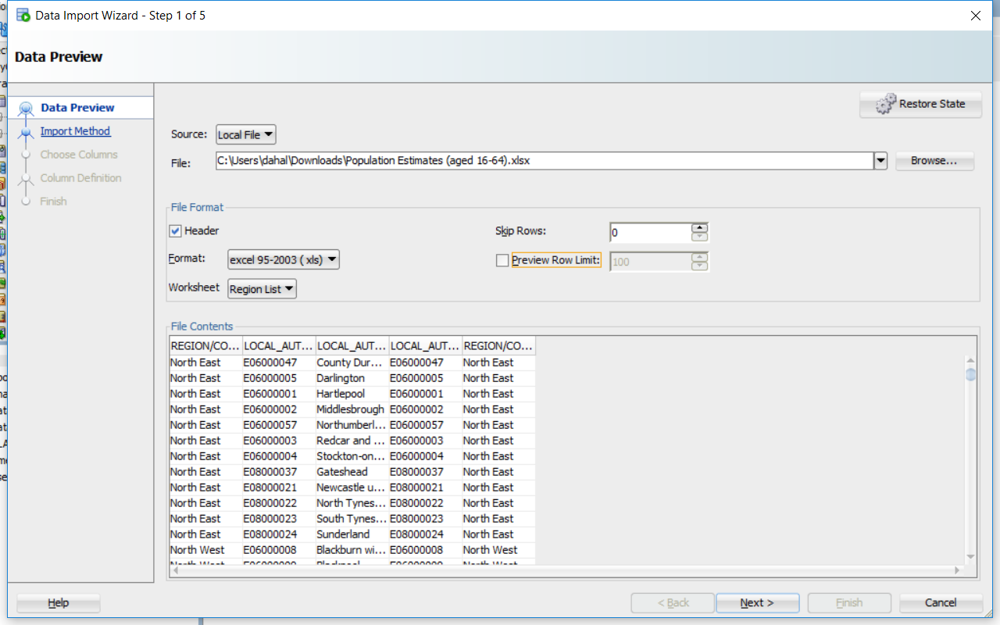 Data Import Wizard - Step 1 of 5
Data Preview
Data Preview
Import Method
Choose Columns
Column Definition
Finish
Restore State
Source: Local File
File: C:\Users\dahal\Downloads\Population Estimates (aged 16-64).xlsx Browse...
File Format
Header Skip Rows: 0
Format: excel 95-2003 ( xls) Preview Row Limit: 100
Worksheet Region List
File Contents
REGION/CO... LOCAL_AUT... LOCAL_AUT... LOCAL_AUT... REGION/CO...
North East E06000047 County Dur... E06000047 North East
North East E06000005 Darlington E06000005 North East
North East E06000001 Hartlepool E06000001 North East
North East E06000002 Middlesbrough E06000002 North East
North East E06000057 Northumberl... E06000057 North East
North East E06000003 Redcar and ... E06000003 North East
North East E06000004 Stockton-on... E06000004 North East
North East E08000037 Gateshead E08000037 North East
North East E08000021 Newcastle u... E08000021 North East
North East E08000022 North Tynes... E08000022 North East
North East E08000023 South Tynes... E08000023 North East
North East E08000024 Sunderland E08000024 North East
North West E06000008 Blackburn wi... E06000008 North West
North West E06000009 Blackpool E06000009 North West
Help < Back Next > Finish Cancel